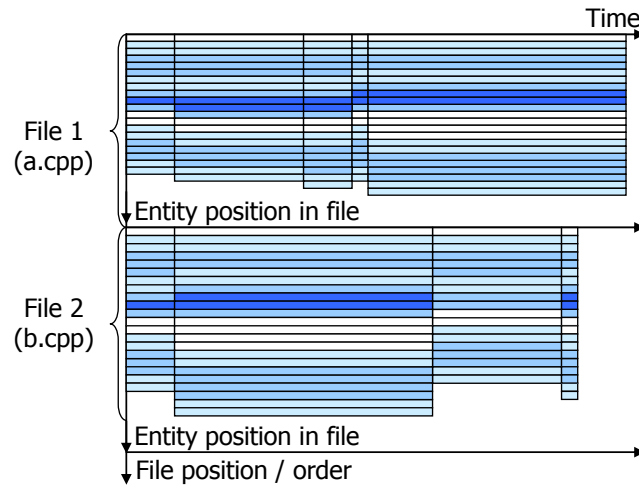 Time
File 1
(a.cpp)
Entity position in file
File 2
(b.cpp)
Entity position in file
File position / order